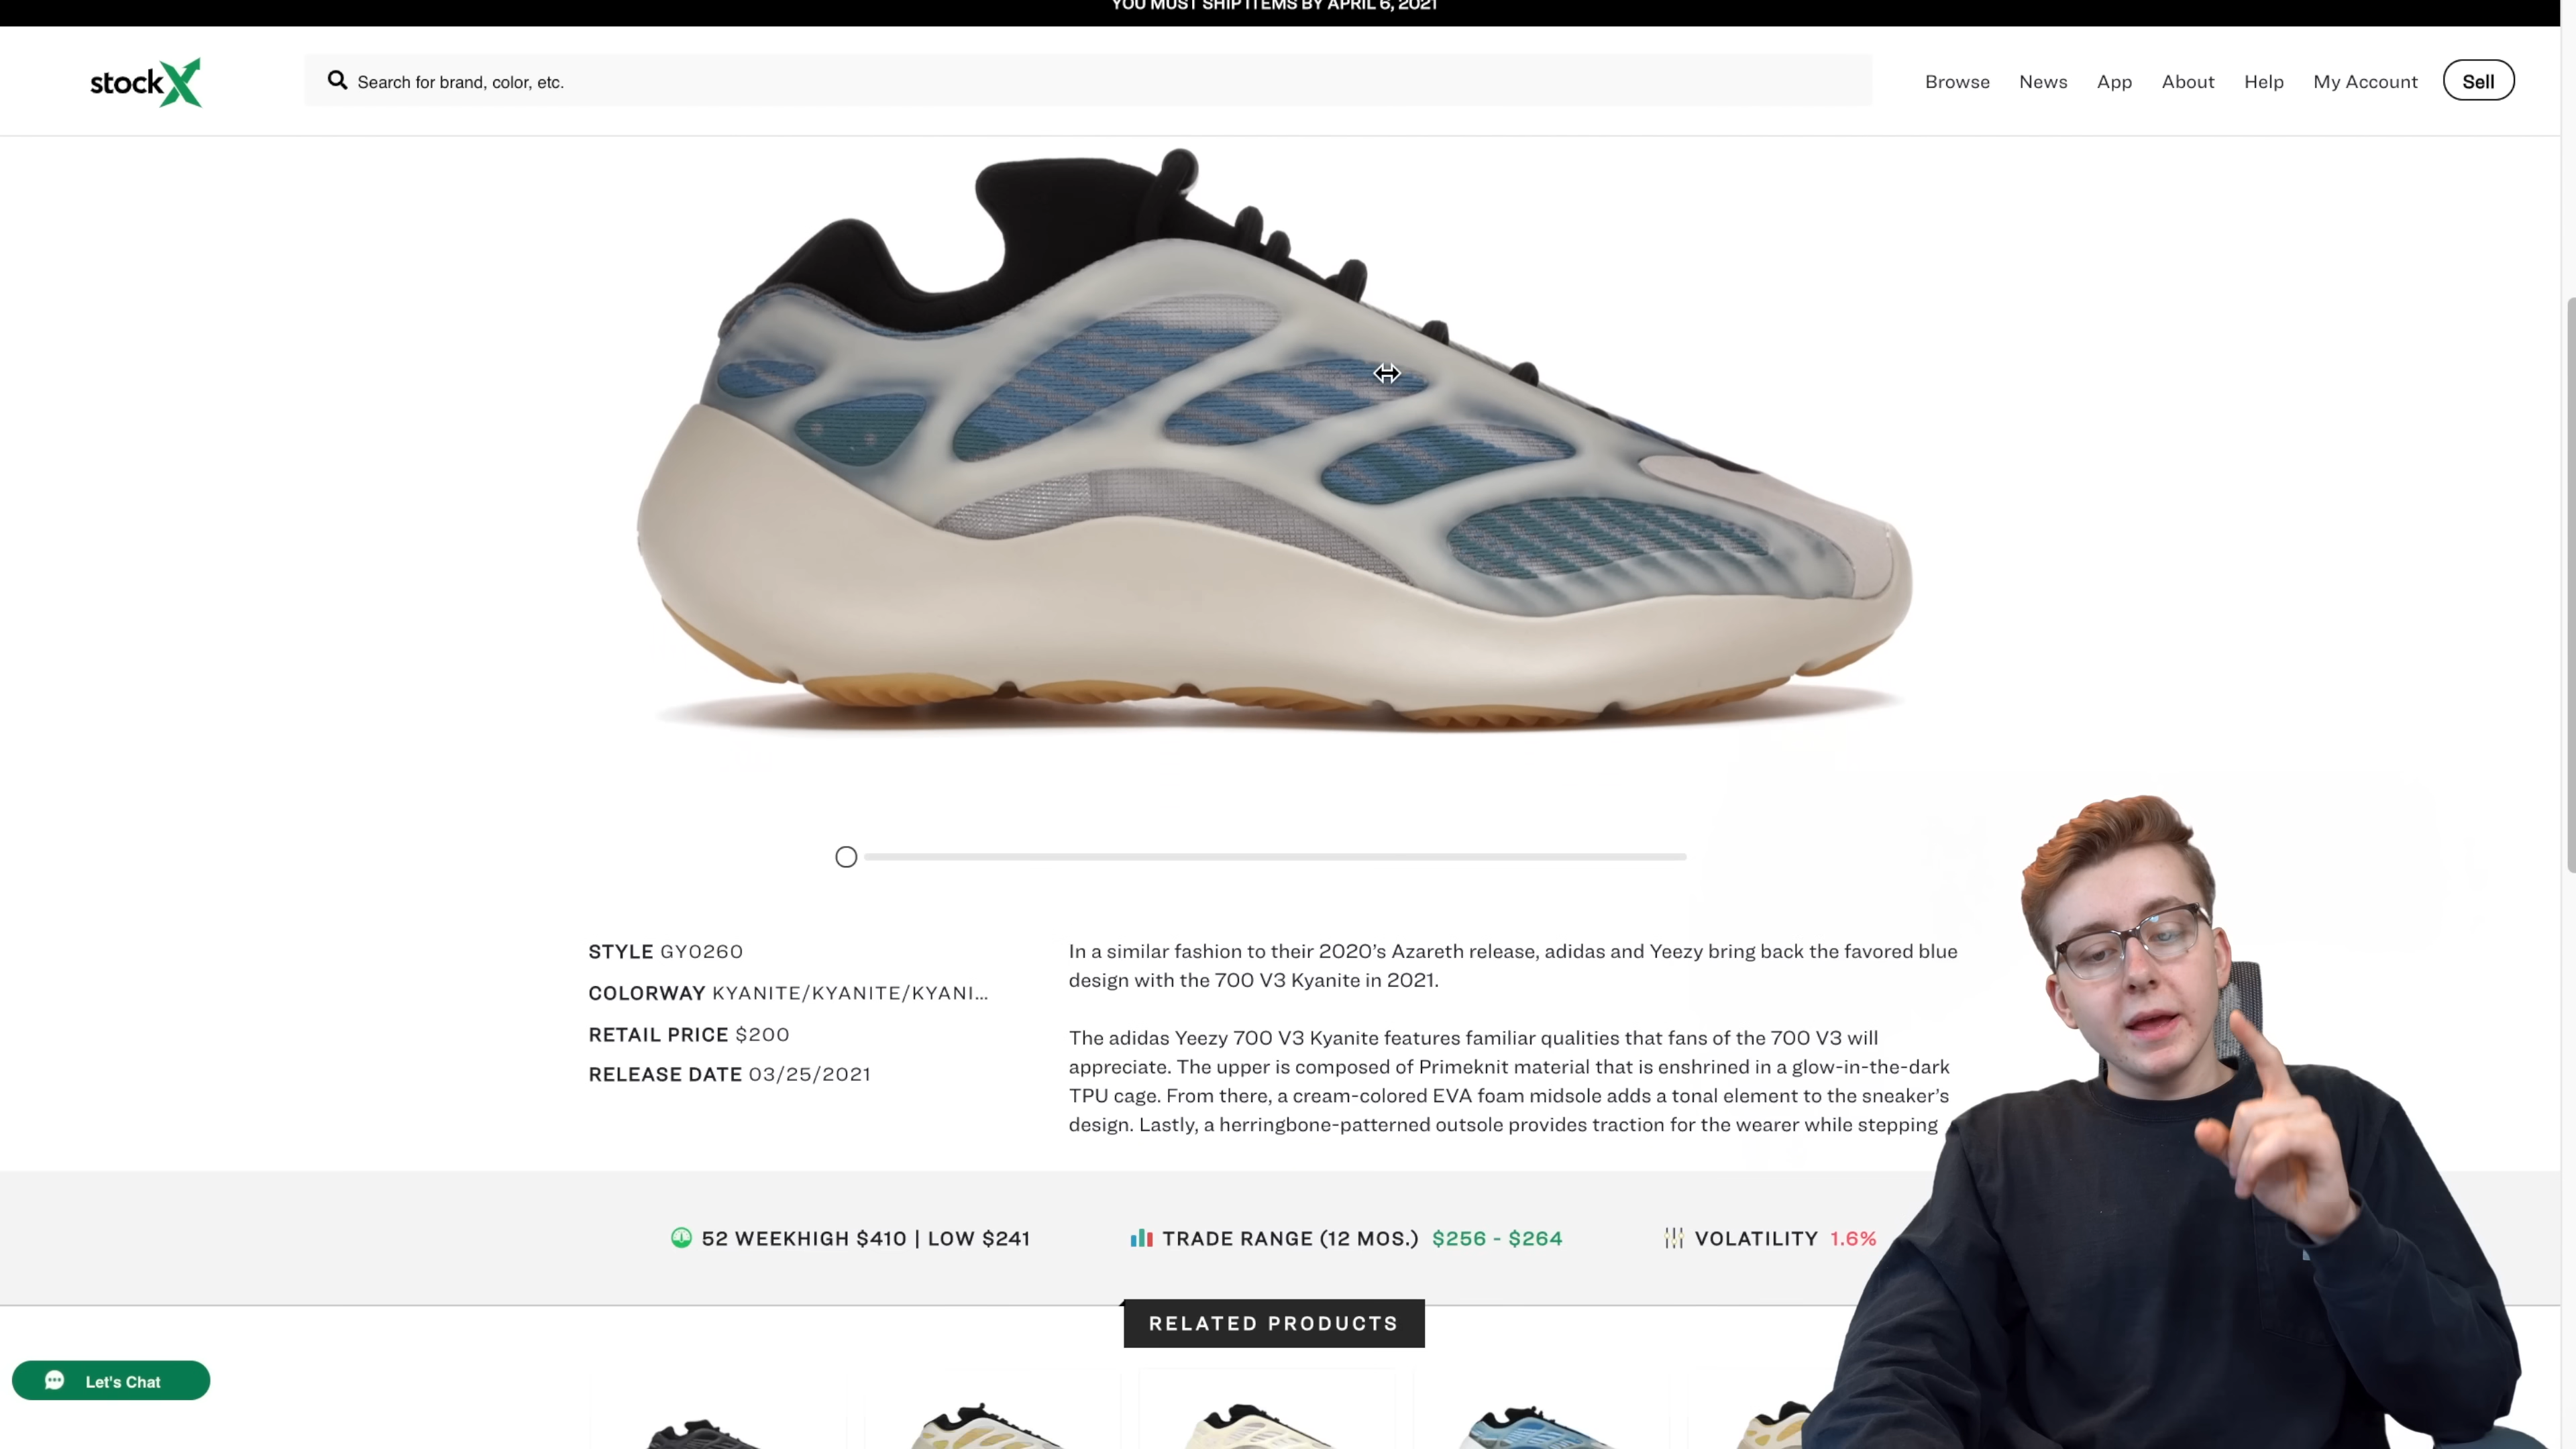 YOU MUST SHIP ITEMS BY APRIL 6, 2021
stockX
Search for brand, color, etc.
Browse News App About Help My Account Sell
STYLE GY0260
COLORWAY KYANITE/KYANITE/KYANI...
RETAIL PRICE $200
RELEASE DATE 03/25/2021
In a similar fashion to their 2020's Azareth release, adidas and Yeezy bring back the favored blue
design with the 700 V3 Kyanite in 2021.
The adidas Yeezy 700 V3 Kyanite features familiar qualities that fans of the 700 V3 will
appreciate. The upper is composed of Primeknit material that is enshrined in a glow-in-the-dark
TPU cage. From there, a cream-colored EVA foam midsole adds a tonal element to the sneaker's
design. Lastly, a herringbone-patterned outsole provides traction for the wearer while stepping
52 WEEKHIGH $410 | LOW $241 TRADE RANGE (12 MOS.) $256 - $264 VOLATILITY 1.6%
RELATED PRODUCTS
Let's Chat